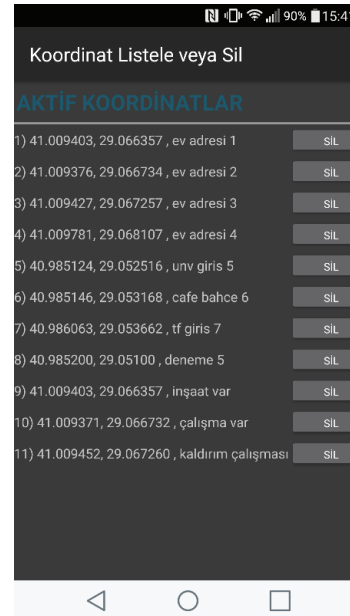 90% 15:41
Koordinat Listele veya Sil
AKTİF KOORDİNATLAR
1) 41.009403, 29.066357 , ev adresi 1 SİL
2) 41.009376, 29.066734 , ev adresi 2 SİL
3) 41.009427, 29.067257 , ev adresi 3 SİL
4) 41.009781, 29.068107 , ev adresi 4 SİL
5) 40.985124, 29.052516 , unv giris 5 SİL
6) 40.985146, 29.053168 , cafe bahce 6 SİL
7) 40.986063, 29.053662 , tf giris 7 SİL
8) 40.985200, 29.05100 , deneme 5 SİL
9) 41.009403, 29.066357 , inşaat var SİL
10) 41.009371, 29.066732 , çalışma var SİL
11) 41.009452, 29.067260 , kaldırım çalışması SİL